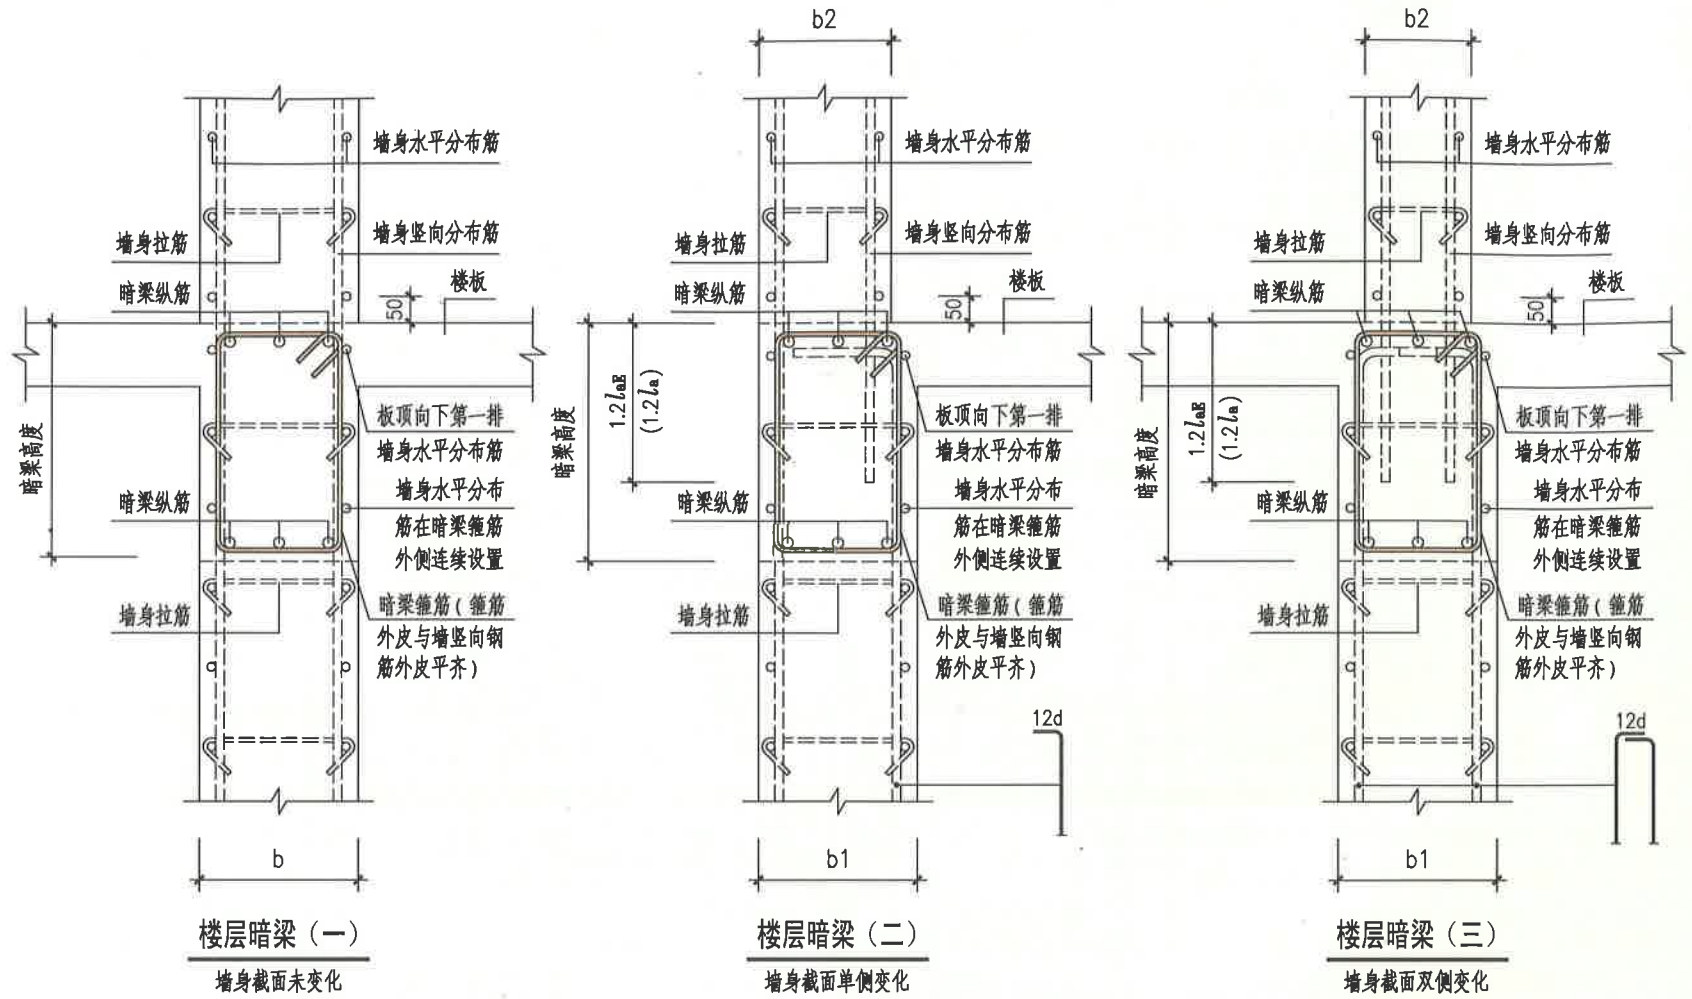 b2
b2
墙身水平分布筋
墙身水平分布筋
墙身水平分布筋
墙身拉筋
墙身竖向分布筋
墙身拉筋
墙身竖向分布筋
墙身拉筋
墙身竖向分布筋
暗梁纵筋
50
楼板
暗梁纵筋
50
楼板
暗梁纵筋
50
楼板
暗梁高度
板顶向下第一排
墙身水平分布筋
暗梁高度
1.2laE
(1.2la)
板顶向下第一排
墙身水平分布筋
暗梁高度
1.2laE
(1.2la)
板顶向下第一排
墙身水平分布筋
暗梁纵筋
墙身水平分布
筋在暗梁箍筋
外侧连续设置
暗梁纵筋
墙身水平分布
筋在暗梁箍筋
外侧连续设置
暗梁纵筋
墙身水平分布
筋在暗梁箍筋
外侧连续设置
墙身拉筋
暗梁箍筋(箍筋
外皮与墙竖向钢
筋外皮平齐)
墙身拉筋
暗梁箍筋(箍筋
外皮与墙竖向钢
筋外皮平齐)
墙身拉筋
暗梁箍筋(箍筋
外皮与墙竖向钢
筋外皮平齐)
12d
12d
b
b1
b1
楼层暗梁(一)
墙身截面未变化
楼层暗梁(二)
墙身截面单侧变化
楼层暗梁(三)
墙身截面双侧变化